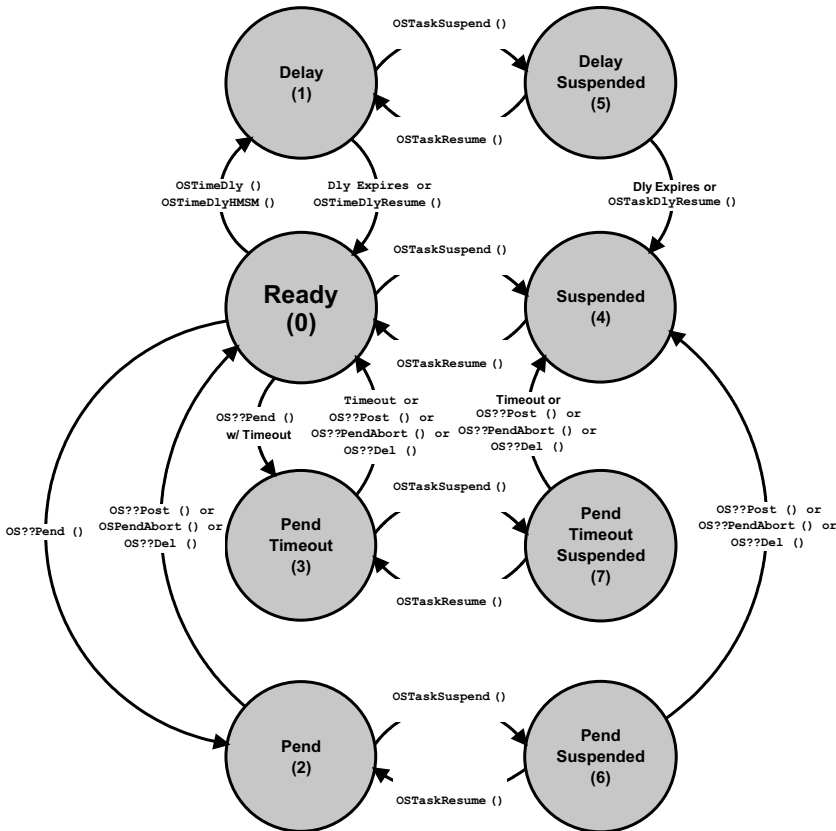 OSTaskSuspend ()
Delay
(1)
Delay
Suspended
(5)
OSTaskResume ()
OSTimeDly ()
OSTimeDlyHMSM ()
Dly Expires or
OSTimeDlyResume ()
Dly Expires or
OSTaskDlyResume ()
OSTaskSuspend ()
Ready
(0)
Suspended
(4)
OSTaskResume ()
OS??Pend ()
w/ Timeout
Timeout or
OS??Post () or
OS??PendAbort () or
OS??Del ()
Timeout or
OS??Post () or
OS??PendAbort () or
OS??Del ()
OSTaskSuspend ()
OS??Pend ()
OS??Post () or
OSPendAbort () or
OS??Del ()
Pend
Timeout
(3)
Pend
Timeout
Suspended
(7)
OS??Post () or
OS??PendAbort () or
OS??Del ()
OSTaskResume ()
OSTaskSuspend ()
Pend
(2)
Pend
Suspended
(6)
OSTaskResume ()